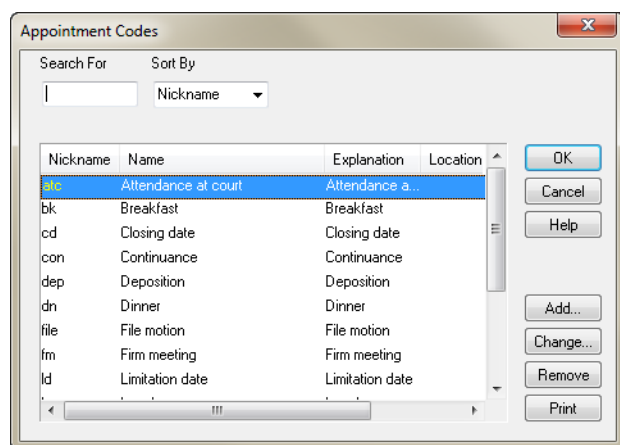 Appointment Codes
Search For Sort By
Nickname
Nickname Name Explanation Location
atc Attendance at court Attendance a...
bk Breakfast Breakfast
cd Closing date Closing date
con Continuance Continuance
dep Deposition Deposition
dn Dinner Dinner
file File motion File motion
fm Firm meeting Firm meeting
ld Limitation date Limitation date
OK
Cancel
Help
Add...
Change...
Remove
Print